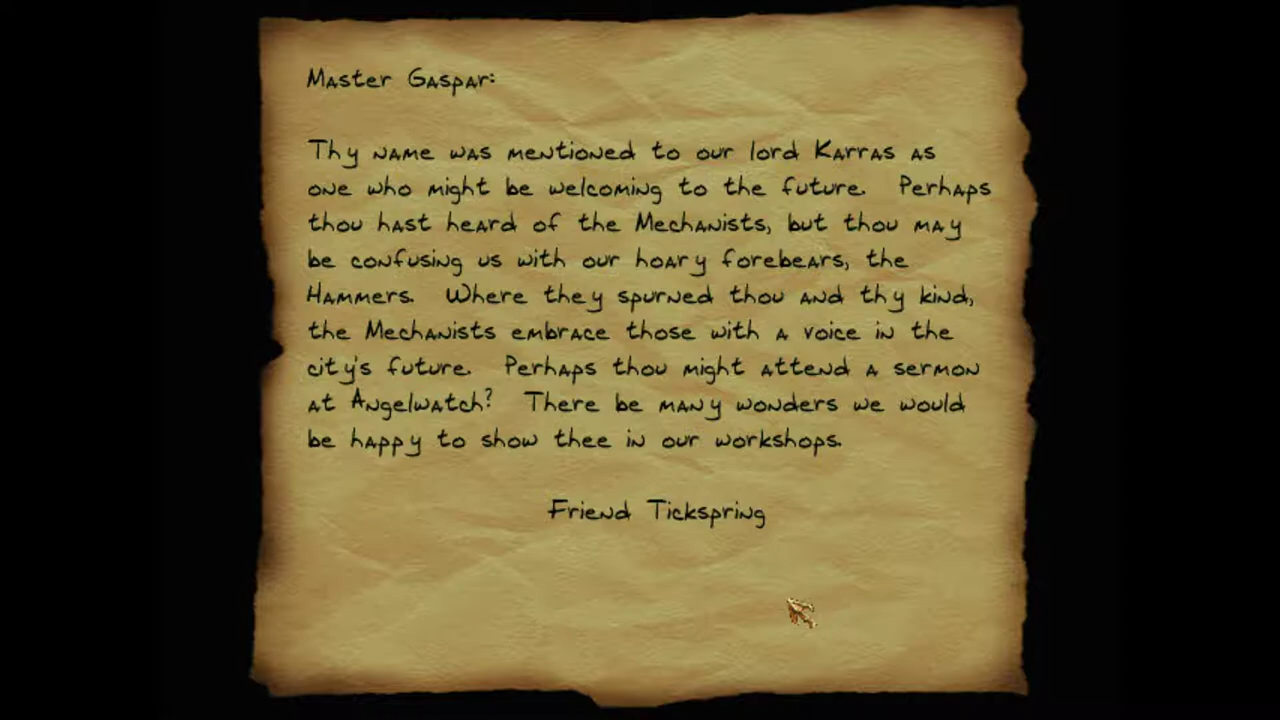 Master Gaspar:
Thy name was mentioned to our lord Karras as
one who might be welcoming to the future. Perhaps
thou hast heard of the Mechanists, but thou may
be confusing us with our hoary forebears, the
Hammers. Where they spurned thou and thy kind,
the Mechanists embrace those with a voice in the
city's future. Perhaps thou might attend a sermon
at Angelwatch? There be many wonders we would
be happy to show thee in our workshops.
Friend Tickspring